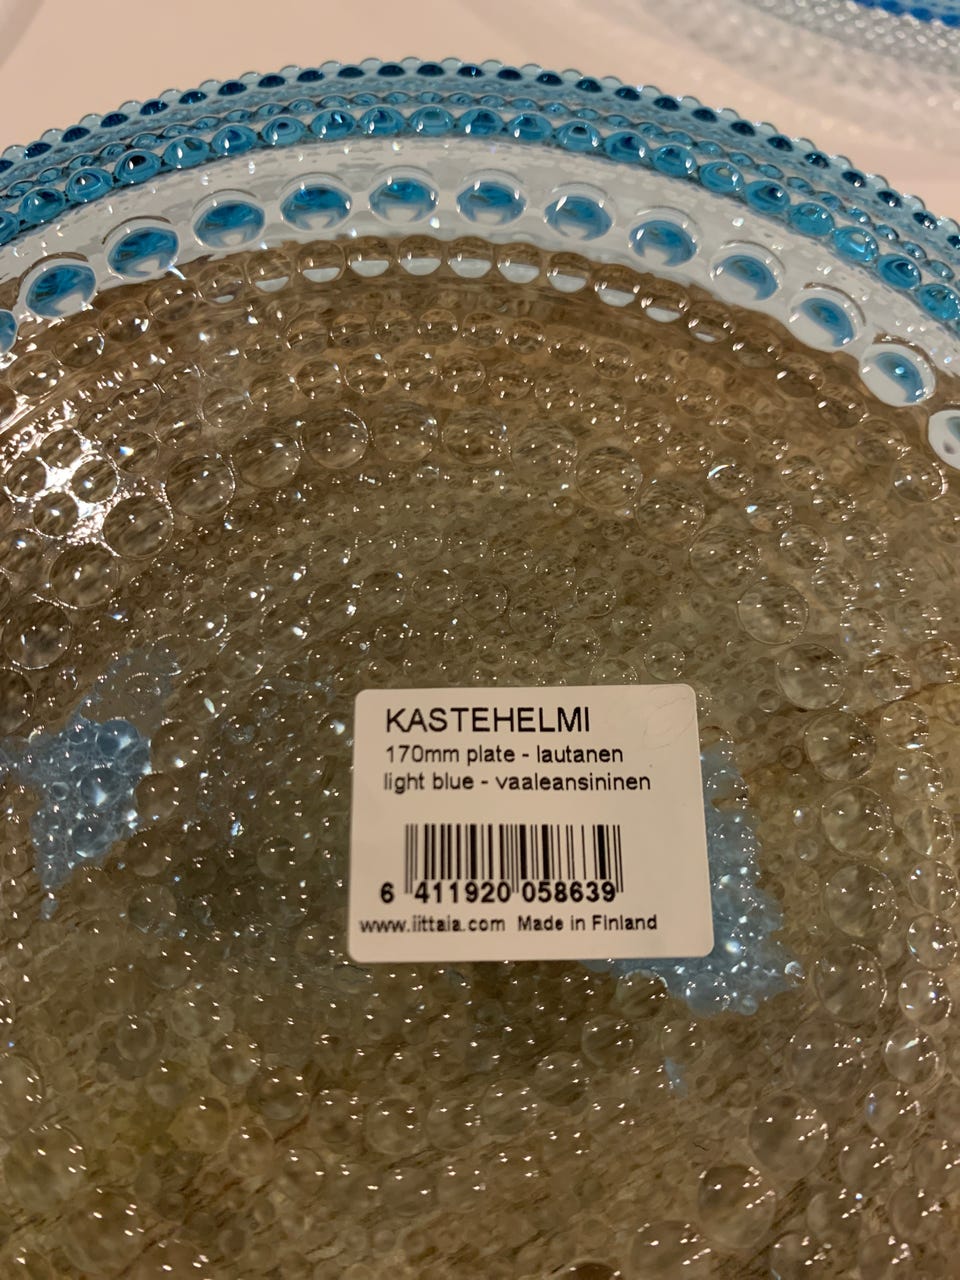 KASTEHELMI
170mm plate - lautanen
light blue - vaaleansininen
6 411920 058639
www.iittala.com Made in Finland